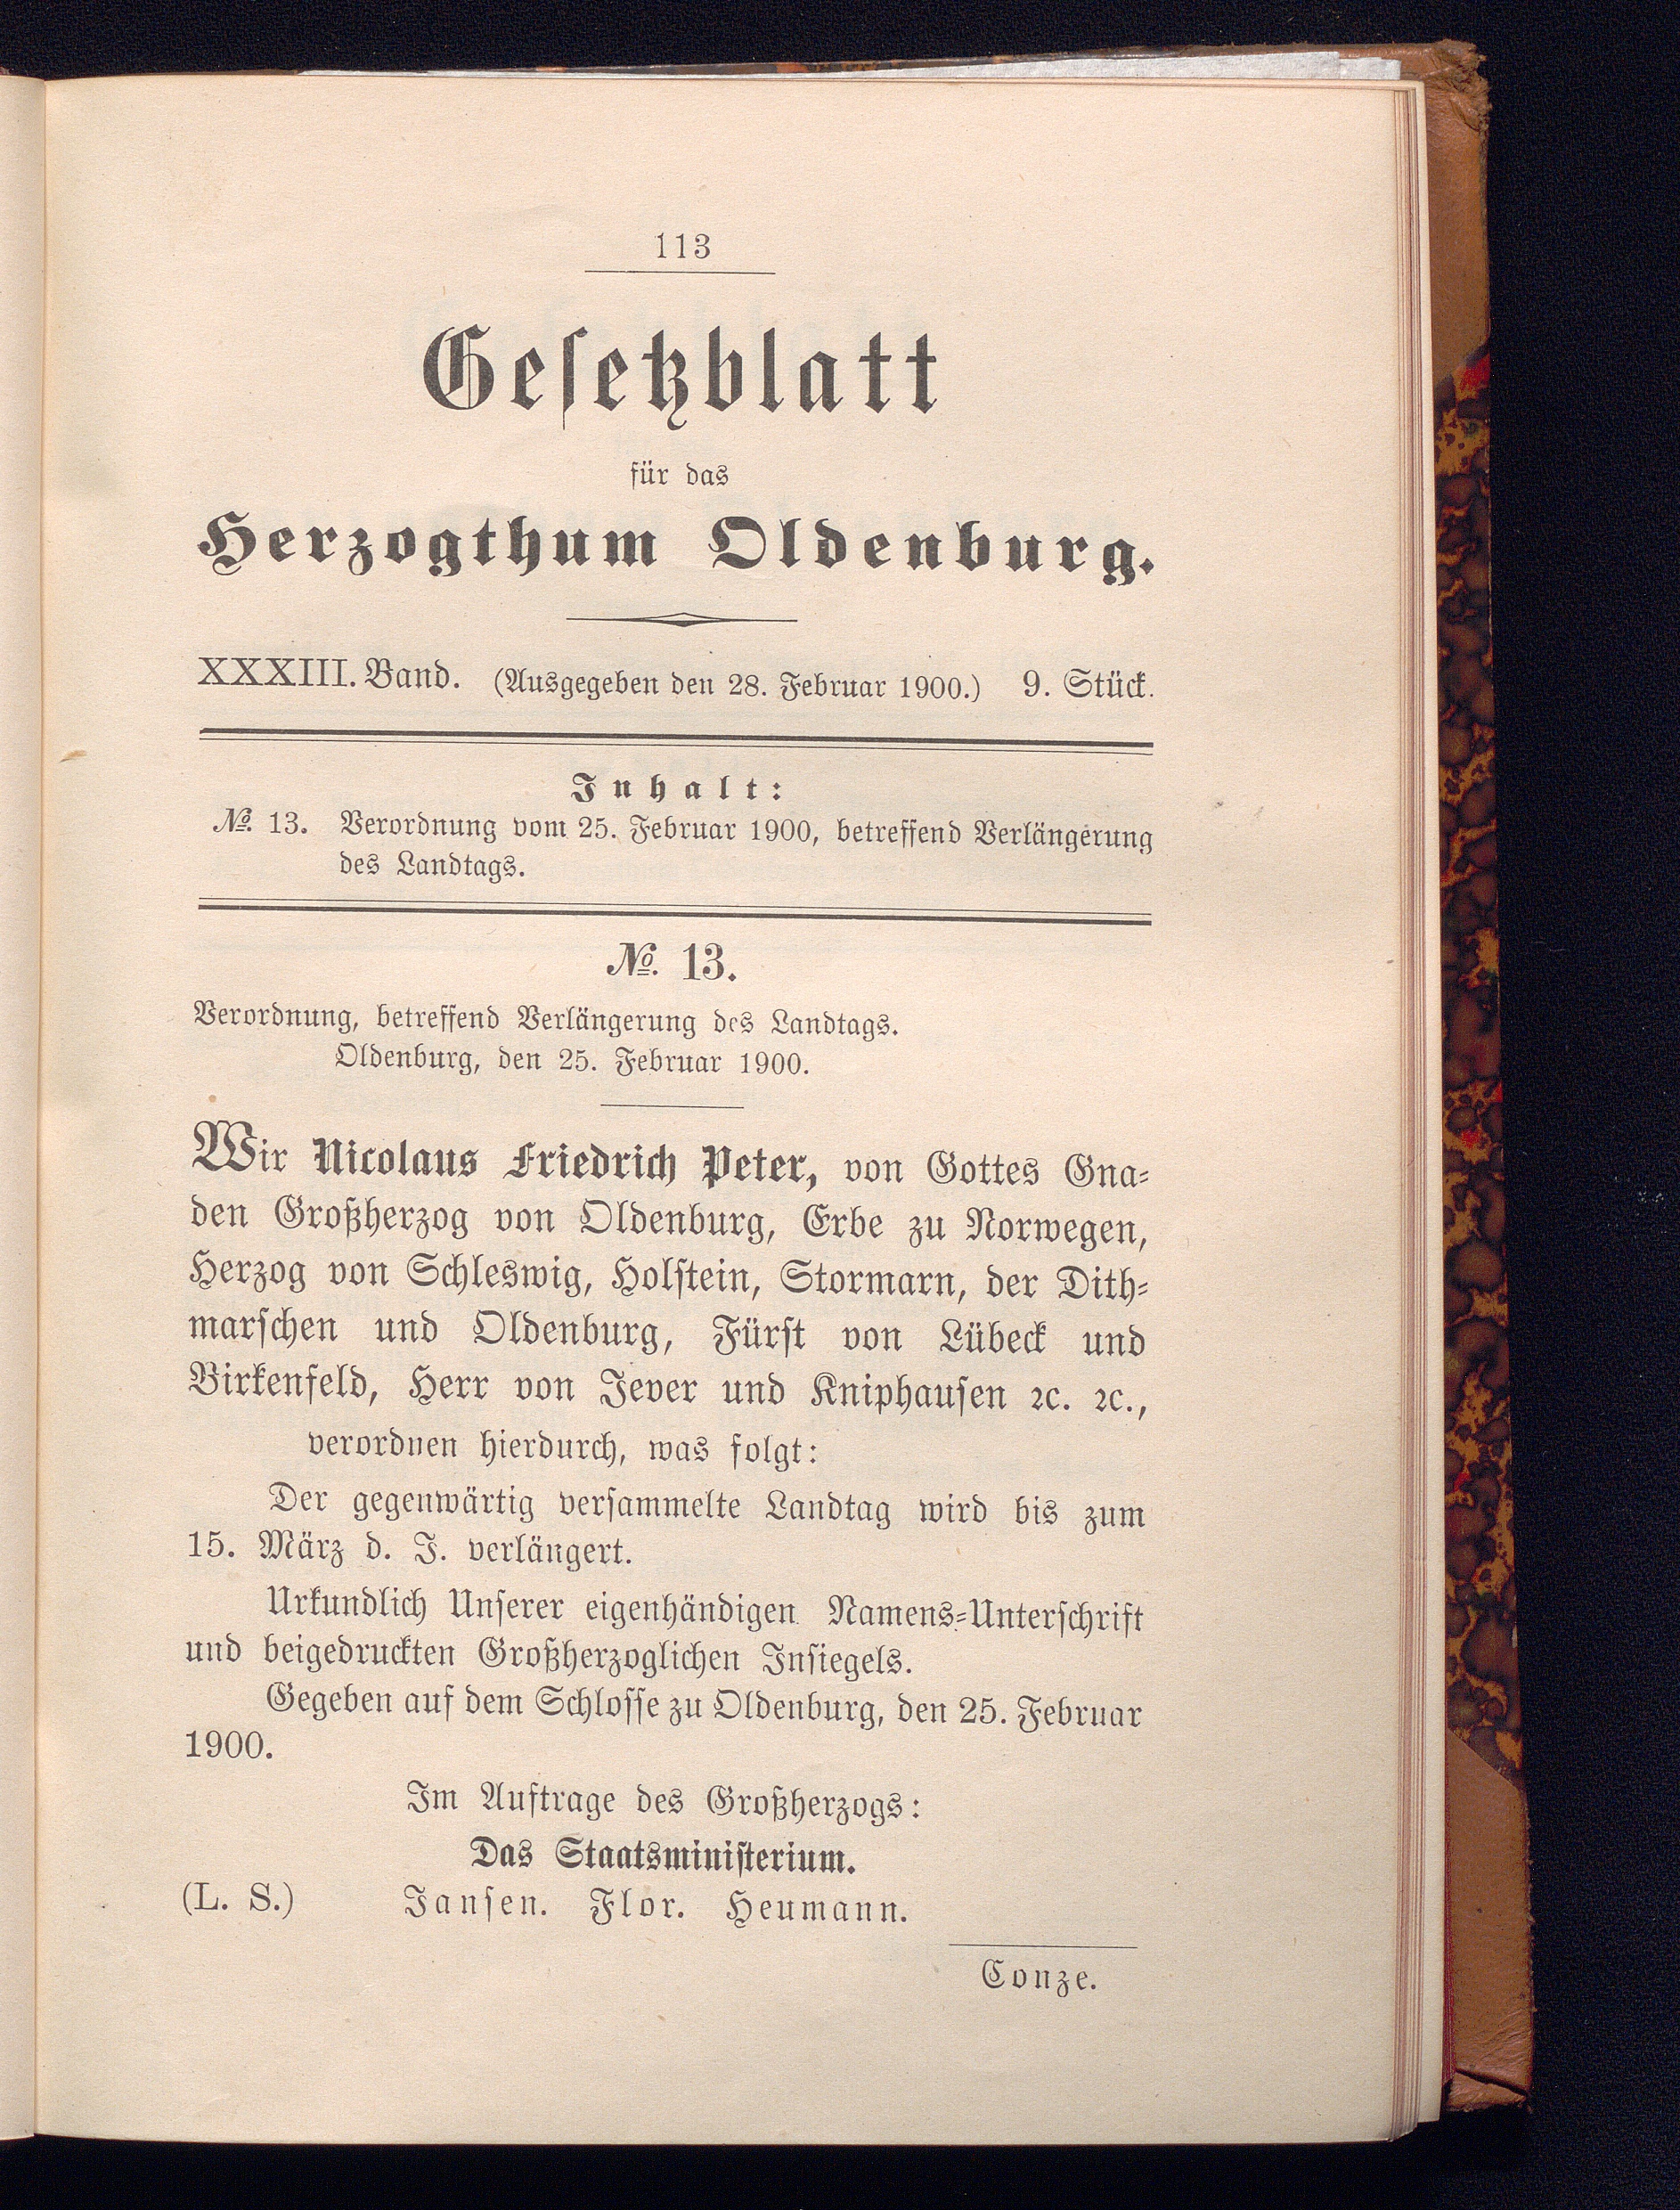 113
Gesetzblatt
für das
Herzogthum Oldenburg.
XXXIII. Band. (Ausgegeben den 28. Februar 1900.) 9. Stück.
Inhalt:
№. 13. Verordnung vom 25. Februar 1900, betreffend Verlängerung
des Landtags.
№. 13.
Verordnung, betreffend Verlängerung des Landtags.
Oldenburg, den 25. Februar 1900.
Wir Nicolaus Friedrich Peter, von Gottes Gna-
den Großherzog von Oldenburg, Erbe zu Norwegen,
Herzog von Schleswig, Holstein, Stormarn, der Dith-
marschen und Oldenburg, Fürst von Lübeck und
Birkenfeld, Herr von Jever und Kniphausen ꝛc. ꝛc.,
verordnen hierdurch, was folgt:
Der gegenwärtig versammelte Landtag wird bis zum
15. März d. J. verlängert.
Urkundlich Unserer eigenhändigen Namens-Unterschrift
und beigedruckten Großherzoglichen Insiegels.
Gegeben auf dem Schlosse zu Oldenburg, den 25. Februar
1900.
Im Auftrage des Großherzogs:
Das Staatsministerium.
(L. S.) Jansen. Flor. Heumann.
Conze.